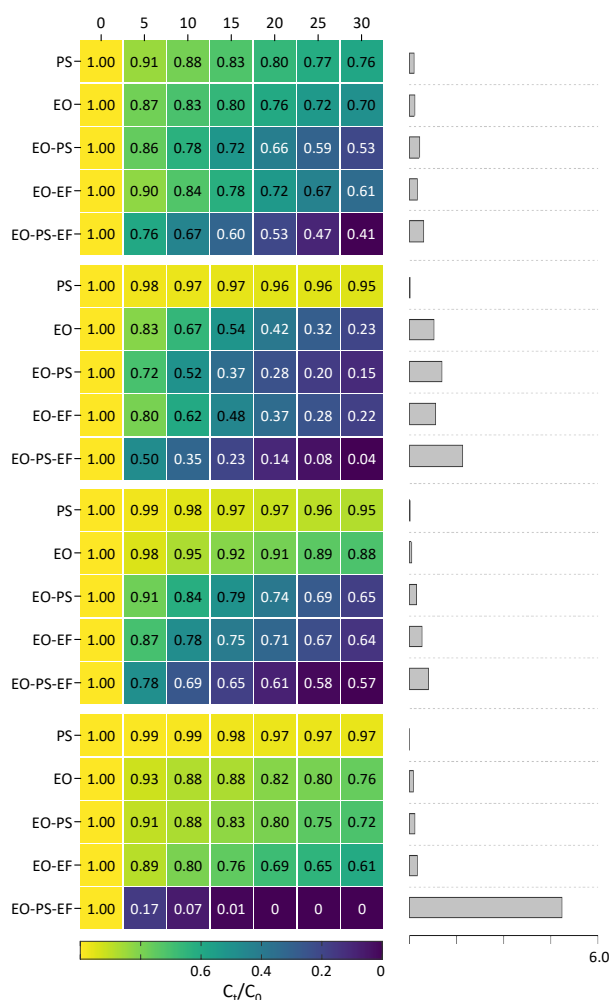 0 5 10 15 20 25 30
PS 1.00 0.91 0.88 0.83 0.80 0.77 0.76
EO 1.00 0.87 0.83 0.80 0.76 0.72 0.70
EO-PS 1.00 0.86 0.78 0.72 0.66 0.59 0.53
EO-EF 1.00 0.90 0.84 0.78 0.72 0.67 0.61
EO-PS-EF 1.00 0.76 0.67 0.60 0.53 0.47 0.41
PS 1.00 0.98 0.97 0.97 0.96 0.96 0.95
EO 1.00 0.83 0.67 0.54 0.42 0.32 0.23
EO-PS 1.00 0.72 0.52 0.37 0.28 0.20 0.15
EO-EF 1.00 0.80 0.62 0.48 0.37 0.28 0.22
EO-PS-EF 1.00 0.50 0.35 0.23 0.14 0.08 0.04
PS 1.00 0.99 0.98 0.97 0.97 0.96 0.95
EO 1.00 0.98 0.95 0.92 0.91 0.89 0.88
EO-PS 1.00 0.91 0.84 0.79 0.74 0.69 0.65
EO-EF 1.00 0.87 0.78 0.75 0.71 0.67 0.64
EO-PS-EF 1.00 0.78 0.69 0.65 0.61 0.58 0.57
PS 1.00 0.99 0.99 0.98 0.97 0.97 0.97
EO 1.00 0.93 0.88 0.88 0.82 0.80 0.76
EO-PS 1.00 0.91 0.88 0.83 0.80 0.75 0.72
EO-EF 1.00 0.89 0.80 0.76 0.69 0.65 0.61
EO-PS-EF 1.00 0.17 0.07 0.01 0 0 0
0.6 0.4 0.2 0 6.0
Cₜ/C₀